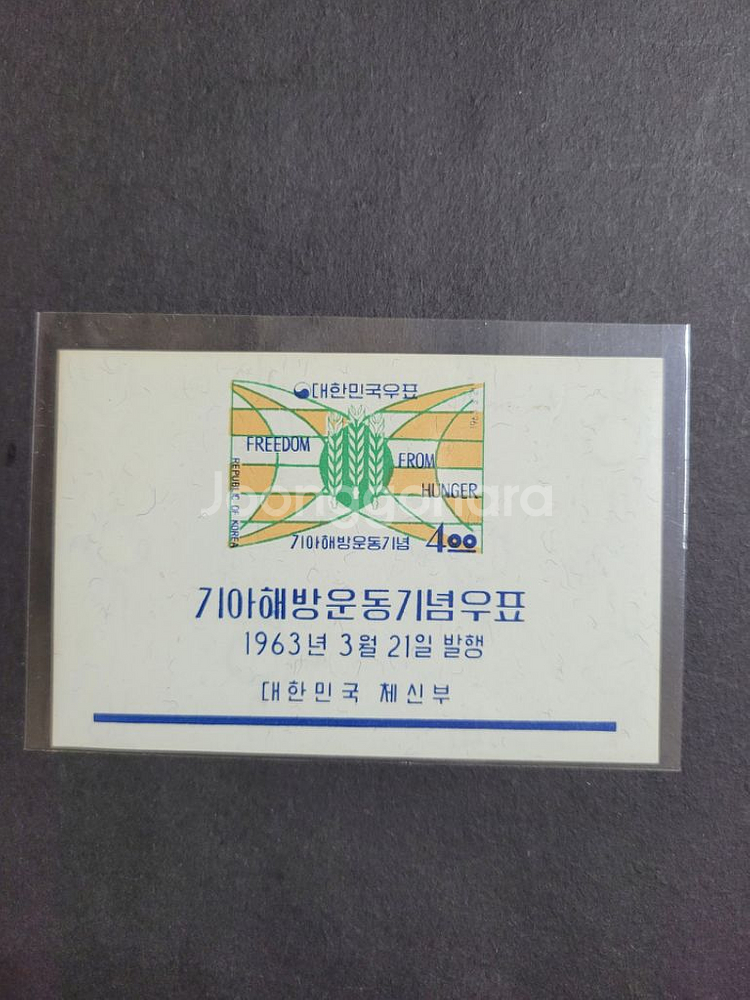 대한민국우표
FREEDOM
FROM
HUNGER
REPUBLIC OF KOREA
기아해방운동기념 4.00
기아해방운동기념우표
1963년 3월 21일 발행
대한민국 체신부
Joonggonara